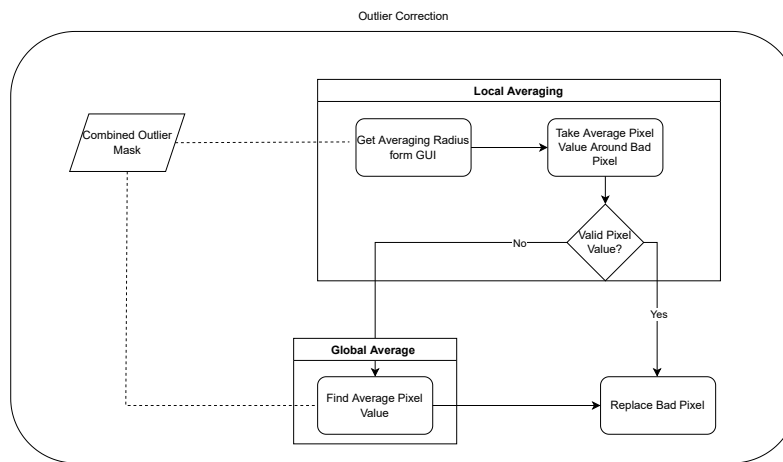 Outlier Correction
Local Averaging
Combined Outlier
Mask
Get Averaging Radius
form GUI
Take Average Pixel
Value Around Bad
Pixel
Valid Pixel
Value?
No
Yes
Global Average
Find Average Pixel
Value
Replace Bad Pixel